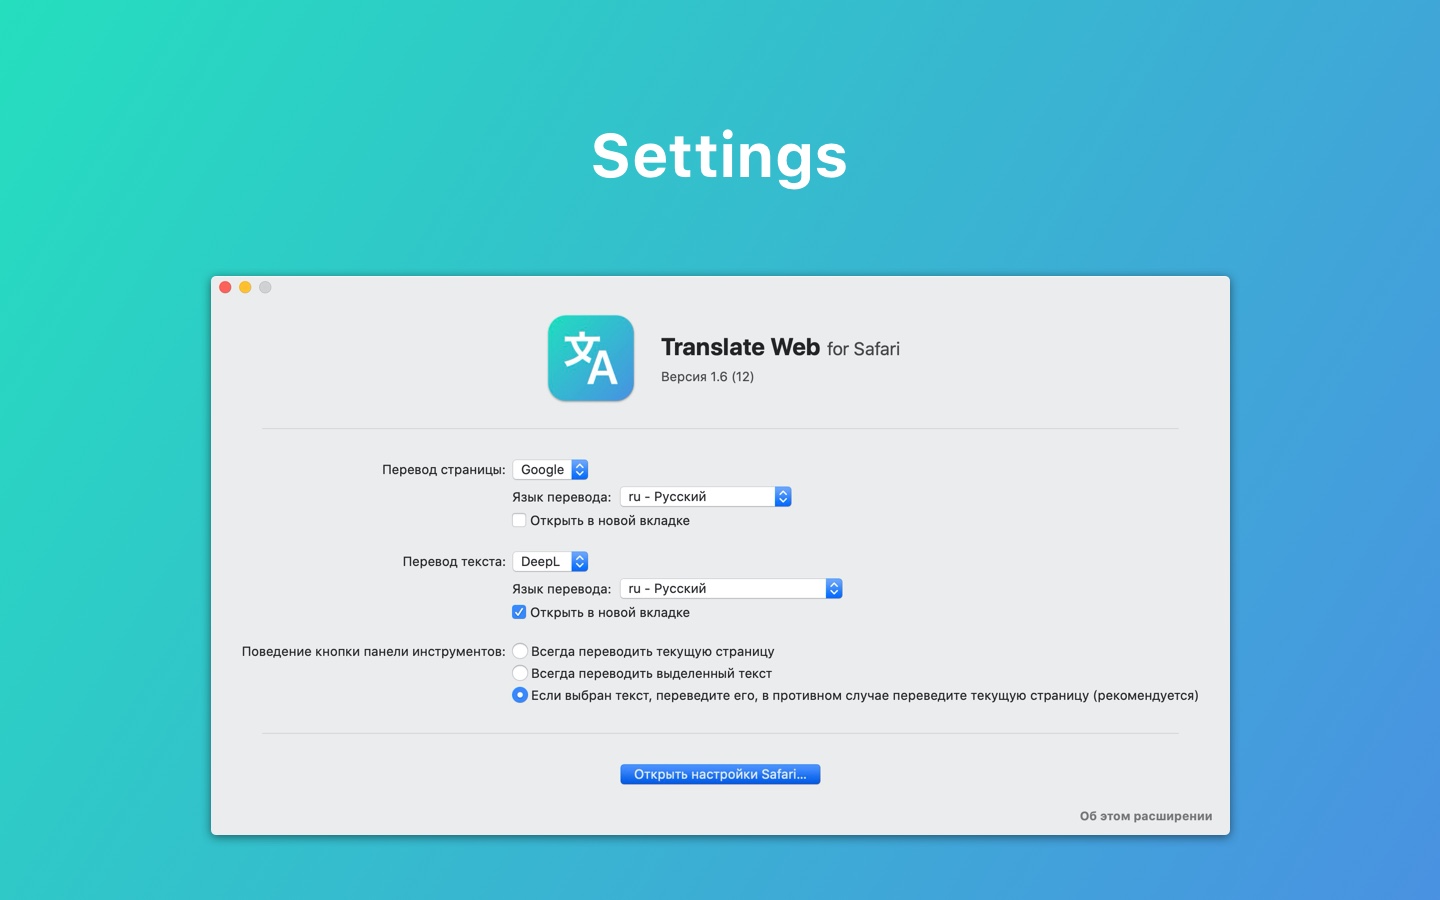 Settings
文A
Translate Web for Safari
Версия 1.6 (12)
Перевод страницы: Google
Язык перевода: ru - Русский
Открыть в новой вкладке
Перевод текста: DeepL
Язык перевода: ru - Русский
Открыть в новой вкладке
Поведение кнопки панели инструментов: Всегда переводить текущую страницу
Всегда переводить выделенный текст
Если выбран текст, переведите его, в противном случае переведите текущую страницу (рекомендуется)
Открыть настройки Safari...
Об этом расширении